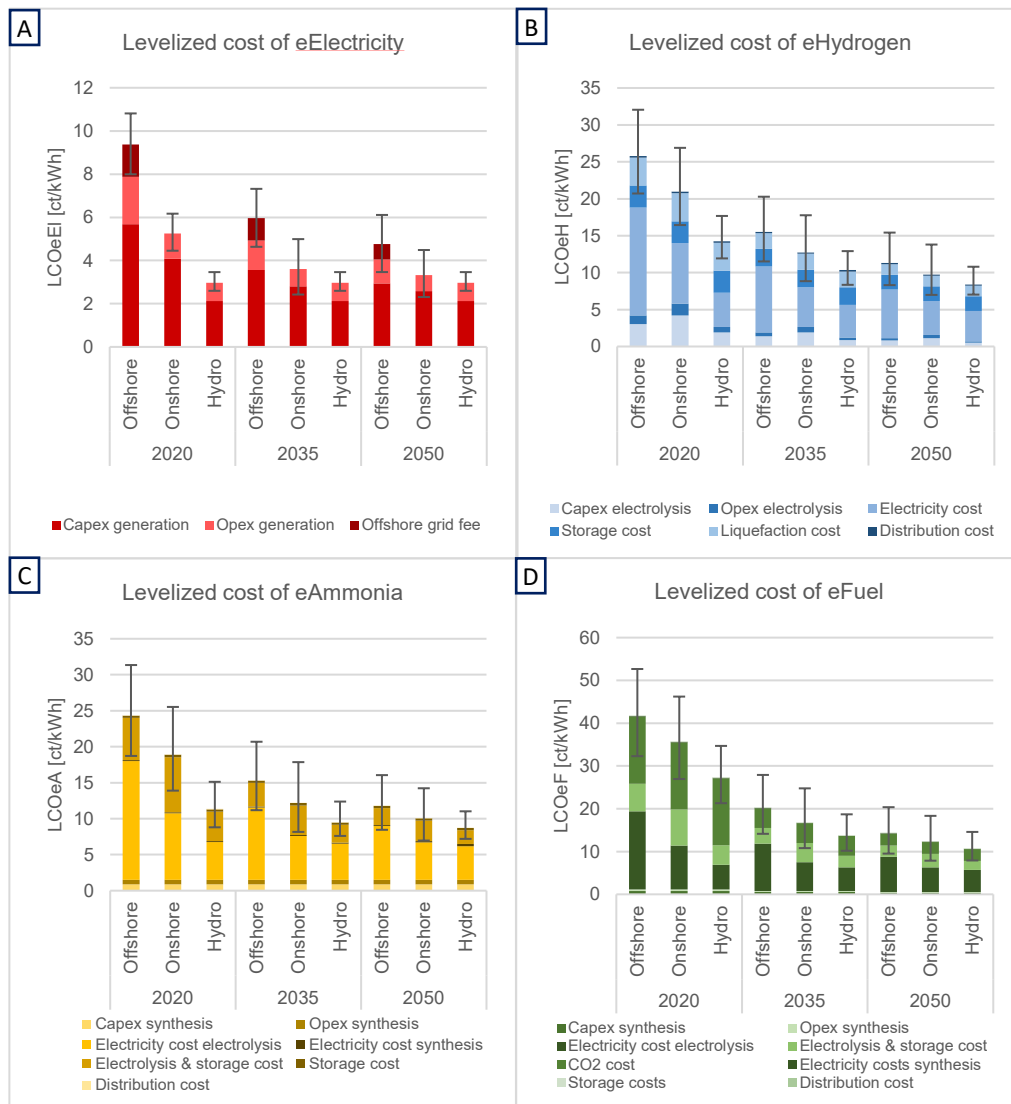 A
Levelized cost of eElectricity
LCOeEl [ct/kWh]
12
10
8
6
4
2
0
Offshore Onshore Hydro Offshore Onshore Hydro Offshore Onshore Hydro
2020 2035 2050
Capex generation Opex generation Offshore grid fee
B
Levelized cost of eHydrogen
LCOeH [ct/kWh]
35
30
25
20
15
10
5
0
Offshore Onshore Hydro Offshore Onshore Hydro Offshore Onshore Hydro
2020 2035 2050
Capex electrolysis Opex electrolysis Electricity cost
Storage cost Liquefaction cost Distribution cost
C
Levelized cost of eAmmonia
LCOeA [ct/kWh]
35
30
25
20
15
10
5
0
Offshore Onshore Hydro Offshore Onshore Hydro Offshore Onshore Hydro
2020 2035 2050
Capex synthesis Opex synthesis
Electricity cost electrolysis Electricity cost synthesis
Electrolysis & storage cost Storage cost
Distribution cost
D
Levelized cost of eFuel
LCOeF [ct/kWh]
60
50
40
30
20
10
0
Offshore Onshore Hydro Offshore Onshore Hydro Offshore Onshore Hydro
2020 2035 2050
Capex synthesis Opex synthesis
Electricity cost electrolysis Electrolysis & storage cost
CO2 cost Electricity costs synthesis
Storage costs Distribution cost